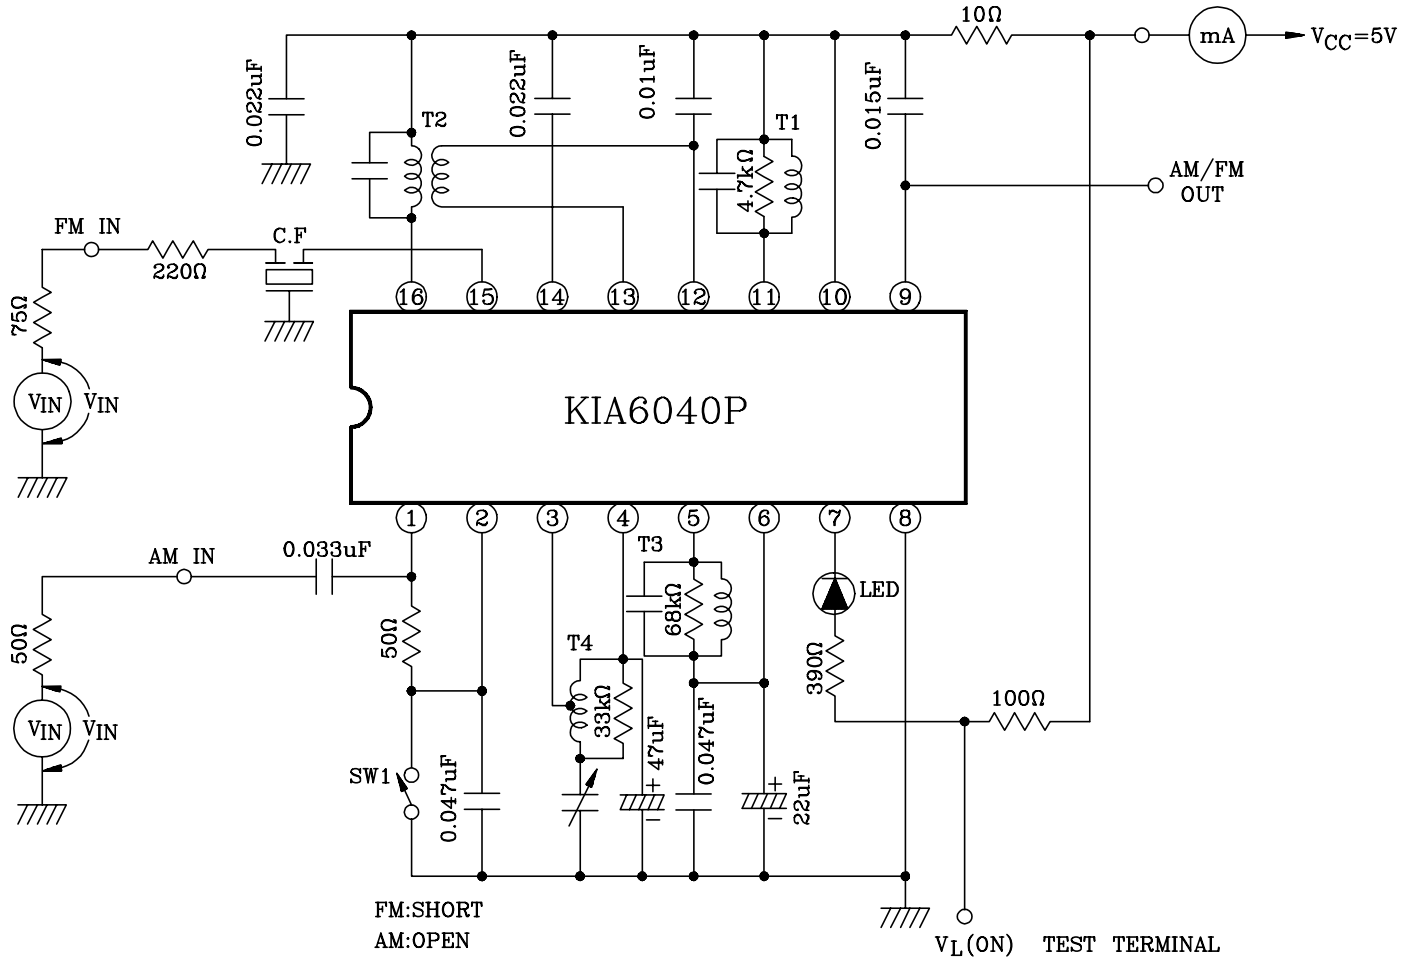 10Ω
mA
VCC=5V
0.022uF
T2
0.022uF
0.01uF
T1
4.7kΩ
0.015uF
AM/FM
OUT
FM IN
220Ω
C.F
75Ω
VIN
VIN
16
15
14
13
12
11
10
9
KIA6040P
1
2
3
4
5
6
7
8
AM IN
0.033uF
50Ω
VIN
VIN
50Ω
SW1
0.047uF
T4
33kΩ
47uF
+
−
T3
68kΩ
0.047uF
+
−
22uF
LED
390Ω
100Ω
FM:SHORT
AM:OPEN
VL(ON) TEST TERMINAL